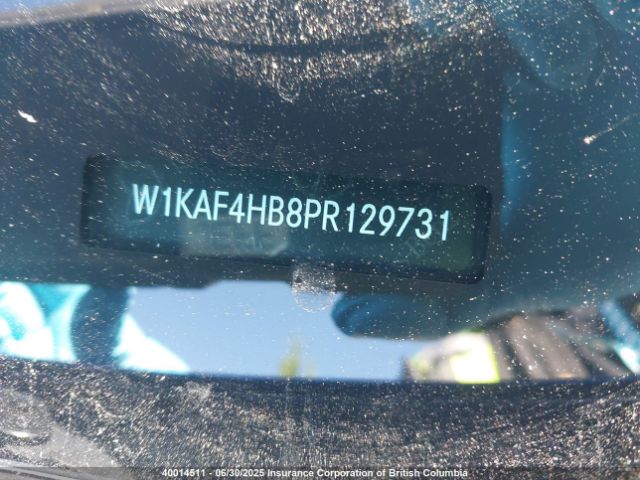 W1KAF4HB8PR129731
40014511 - 06/30/2025 Insurance Corporation of British Columbia